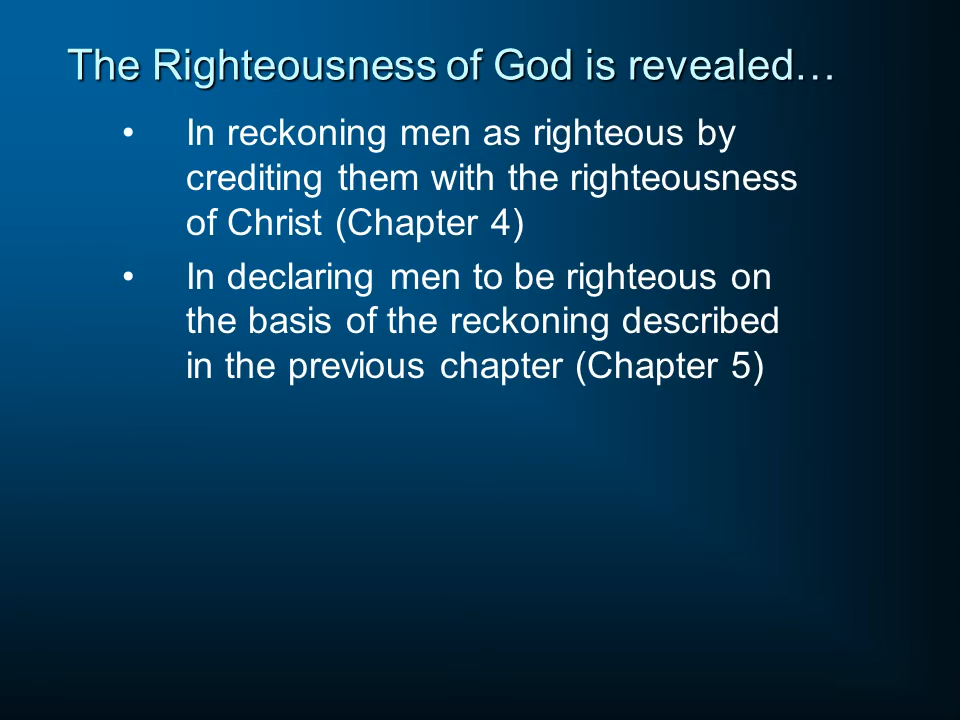 The Righteousness of God is revealed…
• In reckoning men as righteous by
crediting them with the righteousness
of Christ (Chapter 4)
• In declaring men to be righteous on
the basis of the reckoning described
in the previous chapter (Chapter 5)